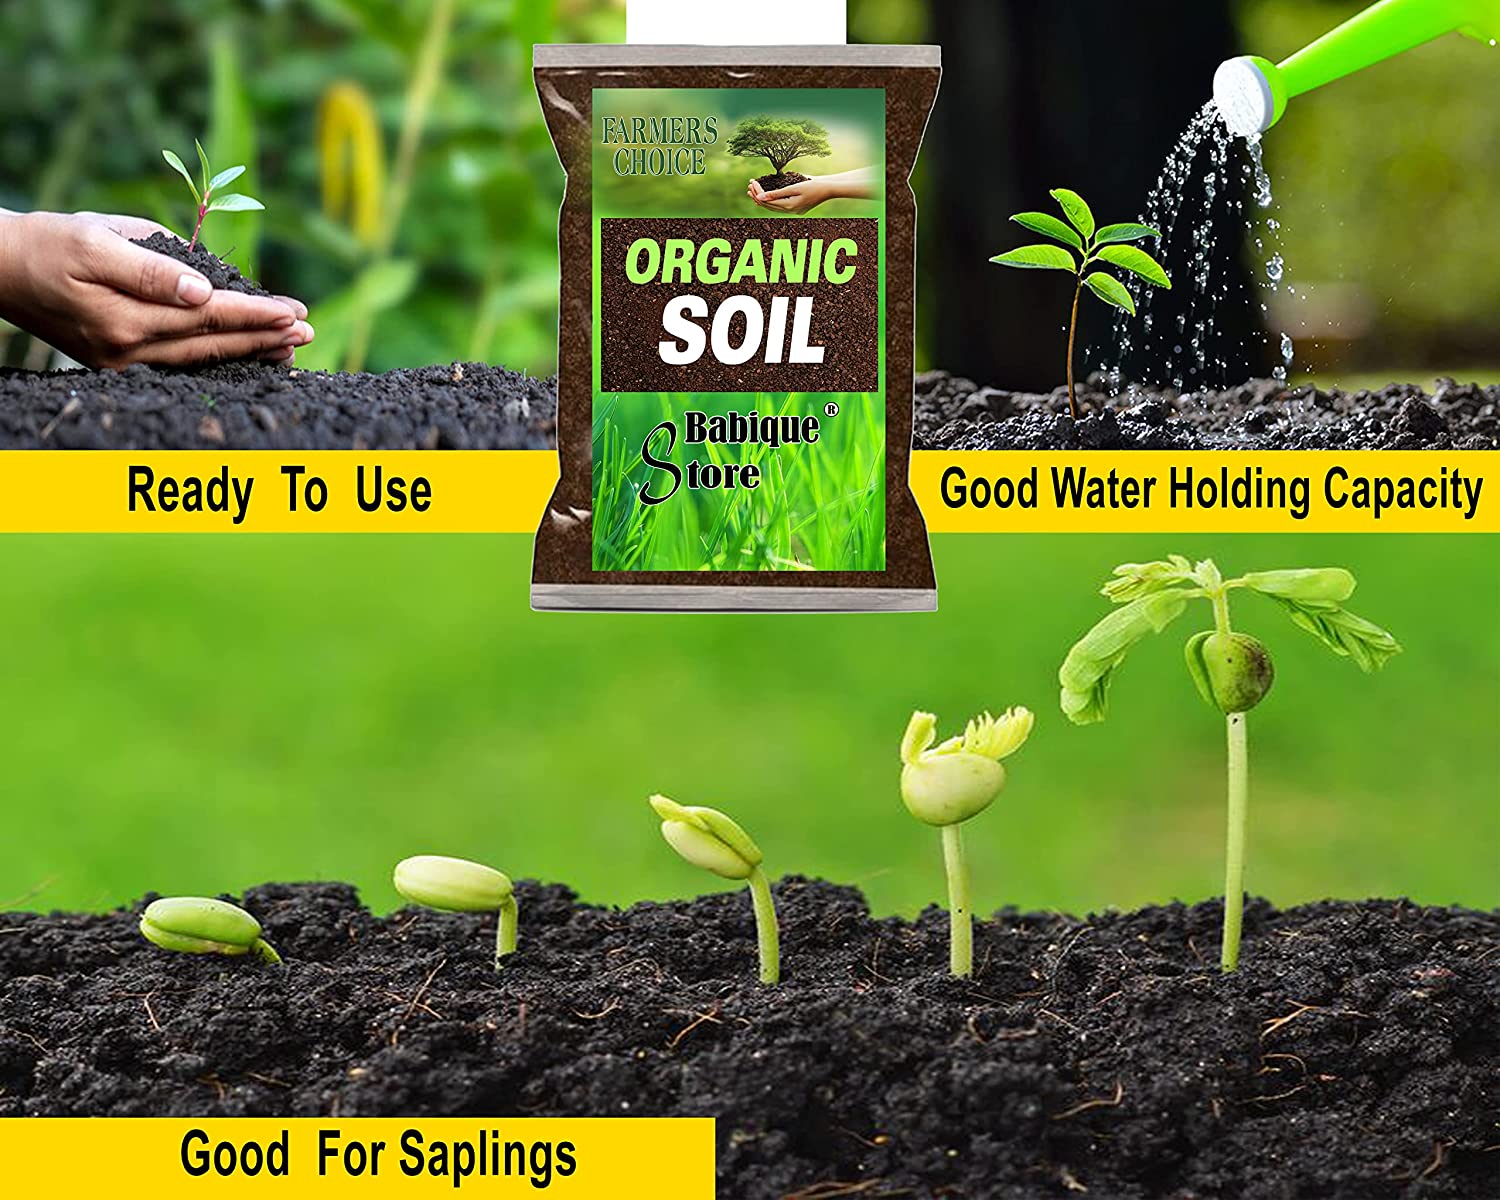 FARMERS
CHOICE
ORGANIC
SOIL
Babique®
Store
Ready To Use
Good Water Holding Capacity
Good For Saplings